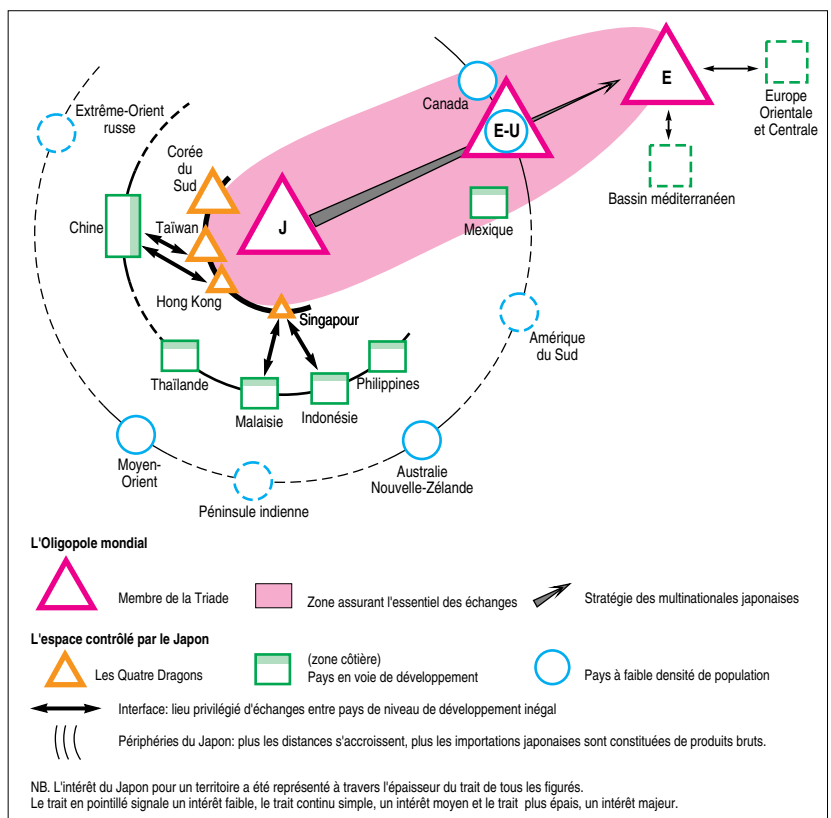 Extrême-Orient
russe
Canada
E-U
E
Europe
Orientale
et Centrale
Bassin méditerranéen
Corée
du
Sud
Chine
Taïwan
J
Mexique
Hong Kong
Singapour
Amérique
du Sud
Thaïlande
Malaisie
Indonésie
Philippines
Moyen-
Orient
Péninsule indienne
Australie
Nouvelle-Zélande
L'Oligopole mondial
Membre de la Triade
Zone assurant l'essentiel des échanges
Stratégie des multinationales japonaises
L'espace contrôlé par le Japon
Les Quatre Dragons
(zone côtière)
Pays en voie de développement
Pays à faible densité de population
Interface: lieu privilégié d'échanges entre pays de niveau de développement inégal
Périphéries du Japon: plus les distances s'accroissent, plus les importations japonaises sont constituées de produits bruts.
NB. L'intérêt du Japon pour un territoire a été représenté à travers l'épaisseur du trait de tous les figurés.
Le trait en pointillé signale un intérêt faible, le trait continu simple, un intérêt moyen et le trait plus épais, un intérêt majeur.